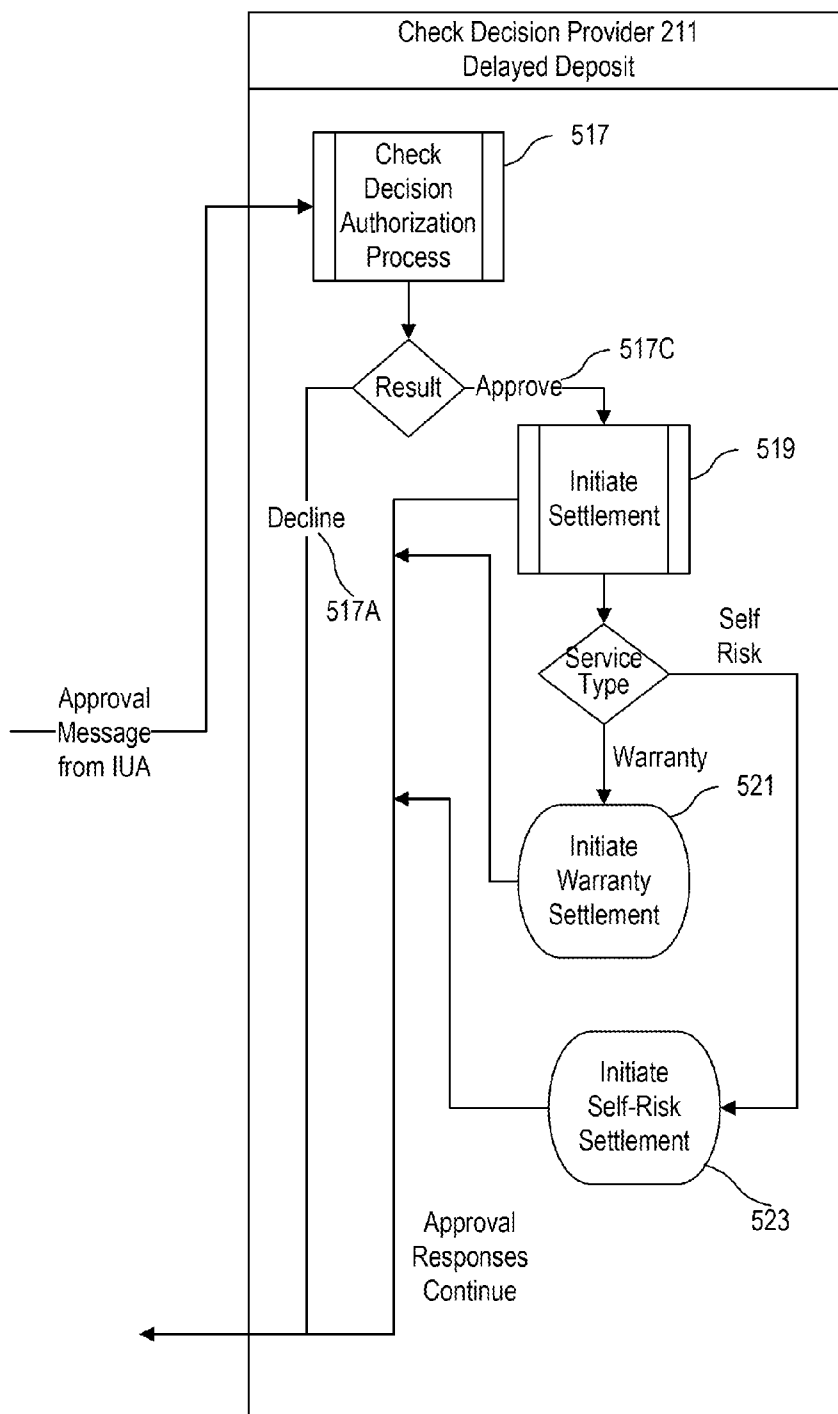 Check Decision Provider 211
Delayed Deposit
517
Check
Decision
Authorization
Process
517C
Result
Approve
519
Initiate
Settlement
Decline
517A
Self
Risk
Service
Type
Approval
Message
from IUA
Warranty
521
Initiate
Warranty
Settlement
Initiate
Self-Risk
Settlement
523
Approval
Responses
Continue